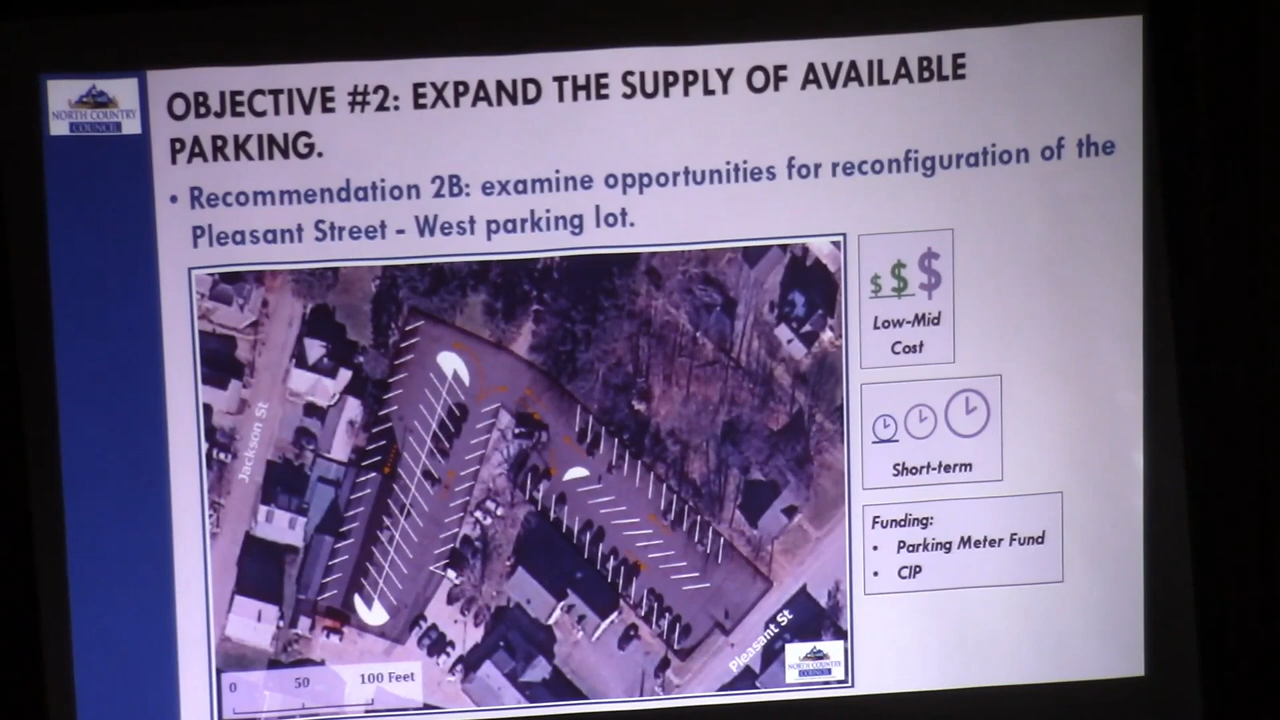 NORTH COUNTRY
COUNCIL
OBJECTIVE #2: EXPAND THE SUPPLY OF AVAILABLE
PARKING.
• Recommendation 2B: examine opportunities for reconfiguration of the
Pleasant Street - West parking lot.
$ $ $
Low-Mid
Cost
Short-term
Funding:
• Parking Meter Fund
• CIP
Jackson St
Pleasant St
0 50 100 Feet
NORTH COUNTRY
COUNCIL